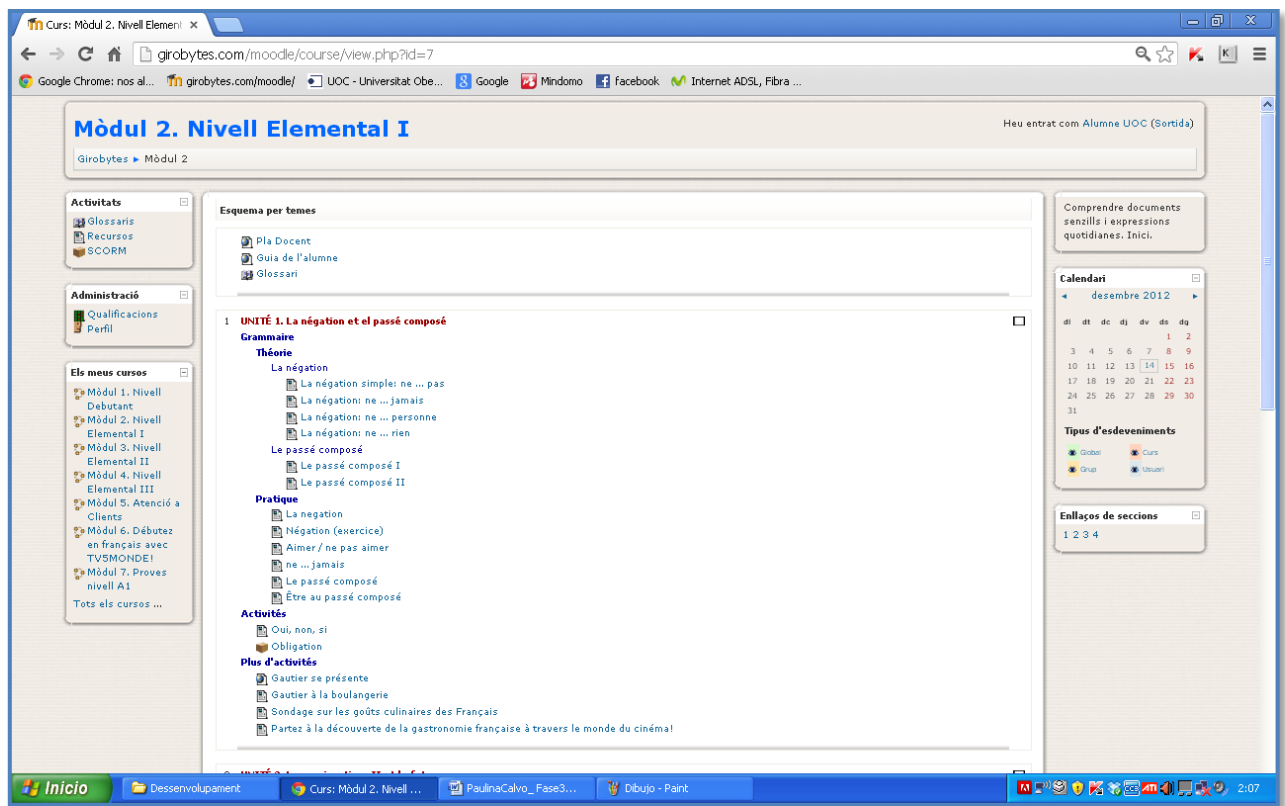 Curs: Mòdul 2. Nivell Element
girobytes.com/moodle/course/view.php?id=7
Google Chrome: nos al... girobytes.com/moodle/ UOC - Universitat Obe... Google Mindomo facebook Internet ADSL, Fibra ...
Mòdul 2. Nivell Elemental I
Heu entrat com Alumne UOC (Sortida)
Girobytes ► Mòdul 2
Activitats
Glossaris
Recursos
SCORM
Administració
Qualificacions
Perfil
Els meus cursos
Mòdul 1. Nivell
Debutant
Mòdul 2. Nivell
Elemental I
Mòdul 3. Nivell
Elemental II
Mòdul 4. Nivell
Elemental III
Mòdul 5. Atenció a
Clients
Mòdul 6. Débutez
en français avec
TV5MONDE!
Mòdul 7. Proves
nivell A1
Tots els cursos ...
Esquema per temes
Pla Docent
Guia de l'alumne
Glossari
1 UNITÉ 1. La négation et el passé composé
Grammaire
Théorie
La négation
La négation simple: ne ... pas
La négation: ne ... jamais
La négation: ne ... personne
La négation: ne ... rien
Le passé composé
Le passé composé I
Le passé composé II
Pratique
La negation
Négation (exercice)
Aimer / ne pas aimer
ne ... jamais
Le passé composé
Être au passé composé
Activités
Oui, non, si
Obligation
Plus d'activités
Gautier se présente
Gautier à la boulangerie
Sondage sur les goûts culinaires des Français
Partez à la découverte de la gastronomie française à travers le monde du cinéma!
Comprendre documents
senzills i expressions
quotidianes. Inici.
Calendari
◄ desembre 2012 ►
dl dt dc dj dv ds dg
1 2
3 4 5 6 7 8 9
10 11 12 13 14 15 16
17 18 19 20 21 22 23
24 25 26 27 28 29 30
31
Tipus d'esdeveniments
Global Curs
Grup Usuari
Enllaços de seccions
1 2 3 4
Inicio Dessenvolupament Curs: Mòdul 2. Nivell ... PaulinaCalvo_ Fase3... Dibujo - Paint 2:07